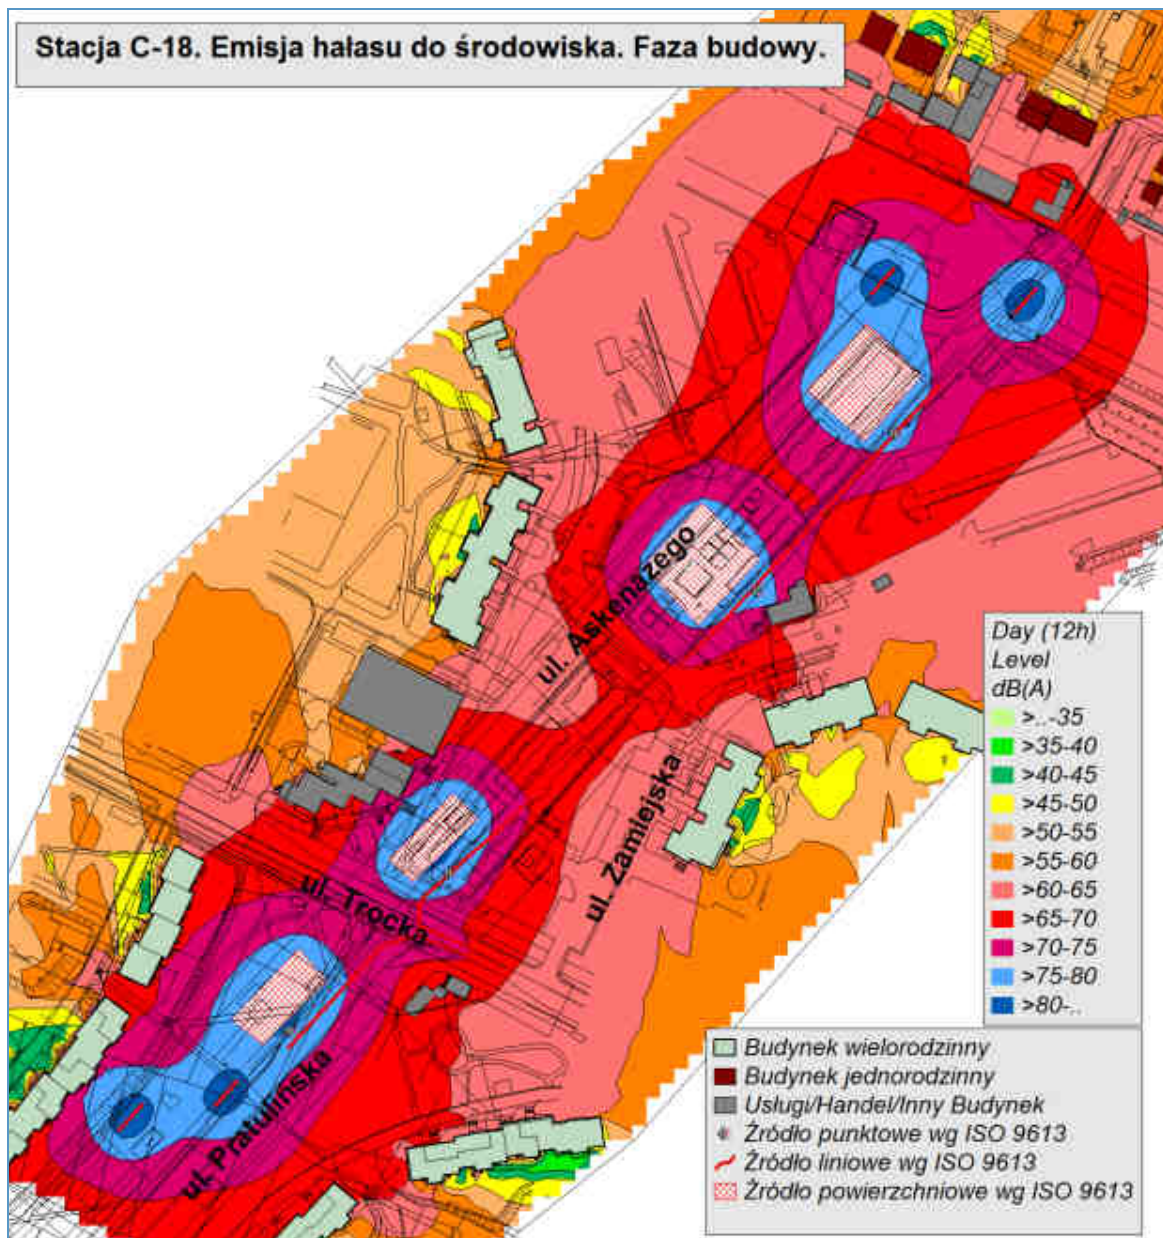 Stacja C-18. Emisja hałasu do środowiska. Faza budowy.
ul. Askenazego
ul. Zamiejska
ul. Trocka
ul. Pratulińska
Day (12h)
Level
dB(A)
>..-35
>35-40
>40-45
>45-50
>50-55
>55-60
>60-65
>65-70
>70-75
>75-80
>80-..
Budynek wielorodzinny
Budynek jednorodzinny
Usługi/Handel/Inny Budynek
Źródło punktowe wg ISO 9613
Źródło liniowe wg ISO 9613
Źródło powierzchniowe wg ISO 9613